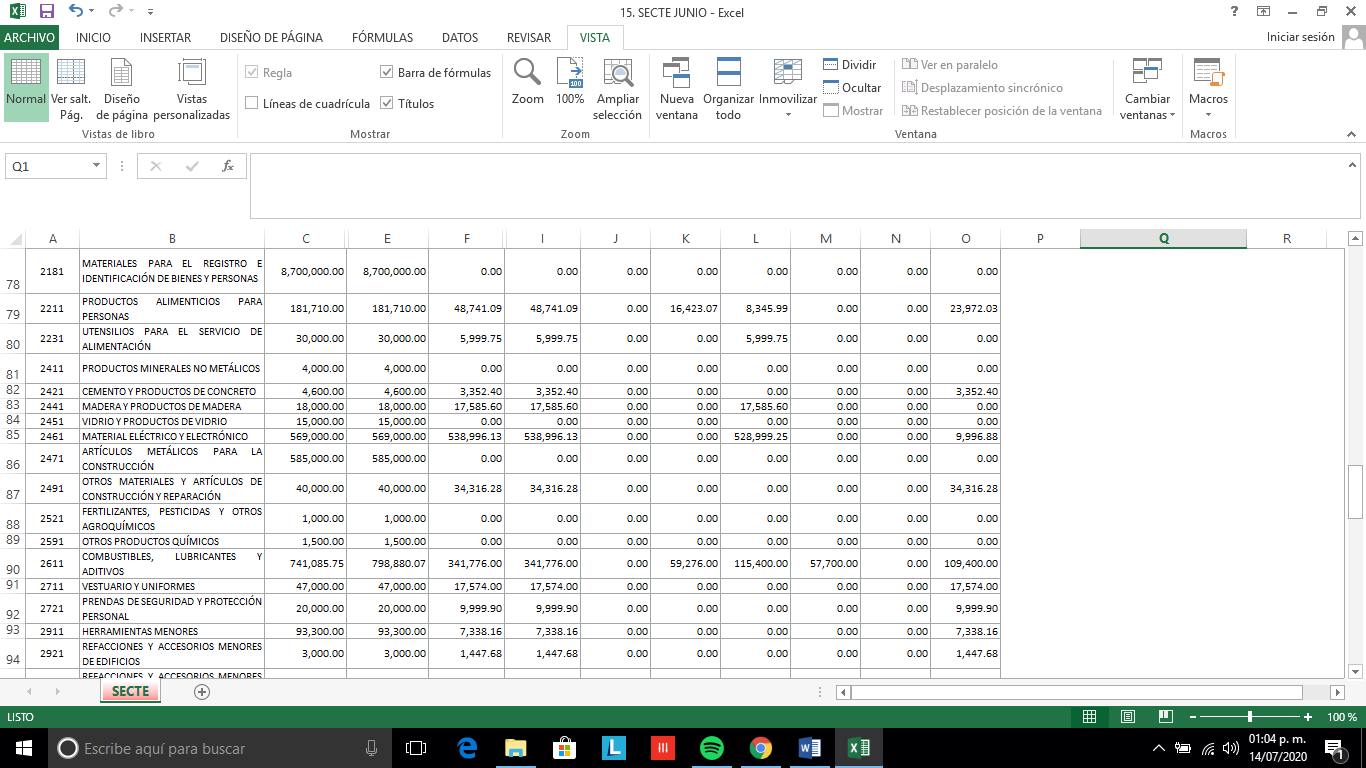 15. SECTE JUNIO - Excel
ARCHIVO INICIO INSERTAR DISEÑO DE PÁGINA FÓRMULAS DATOS REVISAR VISTA Iniciar sesión
Normal Ver salt. Pág. Diseño de página Vistas personalizadas
Vistas de libro
Regla Barra de fórmulas
Líneas de cuadrícula Títulos
Mostrar
Zoom 100% Ampliar selección
Zoom
Nueva ventana Organizar todo Inmovilizar
Dividir Ver en paralelo
Ocultar Desplazamiento sincrónico
Mostrar Restablecer posición de la ventana
Cambiar ventanas
Ventana
Macros
Macros
Q1 fx
A B C E F I J K L M N O P Q R
78 2181 MATERIALES PARA EL REGISTRO E IDENTIFICACIÓN DE BIENES Y PERSONAS 8,700,000.00 8,700,000.00 0.00 0.00 0.00 0.00 0.00 0.00 0.00 0.00
79 2211 PRODUCTOS ALIMENTICIOS PARA PERSONAS 181,710.00 181,710.00 48,741.09 48,741.09 0.00 16,423.07 8,345.99 0.00 0.00 23,972.03
80 2231 UTENSILIOS PARA EL SERVICIO DE ALIMENTACIÓN 30,000.00 30,000.00 5,999.75 5,999.75 0.00 0.00 5,999.75 0.00 0.00 0.00
81 2411 PRODUCTOS MINERALES NO METÁLICOS 4,000.00 4,000.00 0.00 0.00 0.00 0.00 0.00 0.00 0.00 0.00
82 2421 CEMENTO Y PRODUCTOS DE CONCRETO 4,600.00 4,600.00 3,352.40 3,352.40 0.00 0.00 0.00 0.00 0.00 3,352.40
83 2441 MADERA Y PRODUCTOS DE MADERA 18,000.00 18,000.00 17,585.60 17,585.60 0.00 0.00 17,585.60 0.00 0.00 0.00
84 2451 VIDRIO Y PRODUCTOS DE VIDRIO 15,000.00 15,000.00 0.00 0.00 0.00 0.00 0.00 0.00 0.00 0.00
85 2461 MATERIAL ELÉCTRICO Y ELECTRÓNICO 569,000.00 569,000.00 538,996.13 538,996.13 0.00 0.00 528,999.25 0.00 0.00 9,996.88
86 2471 ARTÍCULOS METÁLICOS PARA LA CONSTRUCCIÓN 585,000.00 585,000.00 0.00 0.00 0.00 0.00 0.00 0.00 0.00 0.00
87 2491 OTROS MATERIALES Y ARTÍCULOS DE CONSTRUCCIÓN Y REPARACIÓN 40,000.00 40,000.00 34,316.28 34,316.28 0.00 0.00 0.00 0.00 0.00 34,316.28
88 2521 FERTILIZANTES, PESTICIDAS Y OTROS AGROQUÍMICOS 1,000.00 1,000.00 0.00 0.00 0.00 0.00 0.00 0.00 0.00 0.00
89 2591 OTROS PRODUCTOS QUÍMICOS 1,500.00 1,500.00 0.00 0.00 0.00 0.00 0.00 0.00 0.00 0.00
90 2611 COMBUSTIBLES, LUBRICANTES Y ADITIVOS 741,085.75 798,880.07 341,776.00 341,776.00 0.00 59,276.00 115,400.00 57,700.00 0.00 109,400.00
91 2711 VESTUARIO Y UNIFORMES 47,000.00 47,000.00 17,574.00 17,574.00 0.00 0.00 0.00 0.00 0.00 17,574.00
92 2721 PRENDAS DE SEGURIDAD Y PROTECCIÓN PERSONAL 20,000.00 20,000.00 9,999.90 9,999.90 0.00 0.00 0.00 0.00 0.00 9,999.90
93 2911 HERRAMIENTAS MENORES 93,300.00 93,300.00 7,338.16 7,338.16 0.00 0.00 0.00 0.00 0.00 7,338.16
94 2921 REFACCIONES Y ACCESORIOS MENORES DE EDIFICIOS 3,000.00 3,000.00 1,447.68 1,447.68 0.00 0.00 0.00 0.00 0.00 1,447.68
REFACCIONES Y ACCESORIOS MENORES
SECTE
LISTO 100 %
Escribe aquí para buscar
01:04 p. m.
14/07/2020
1